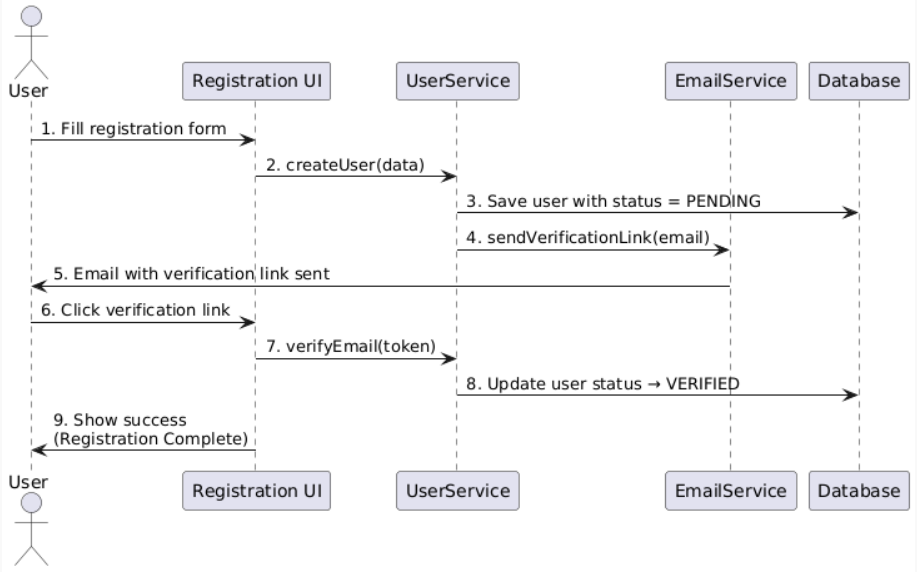 User
Registration UI
UserService
EmailService
Database
1. Fill registration form
2. createUser(data)
3. Save user with status = PENDING
4. sendVerificationLink(email)
5. Email with verification link sent
6. Click verification link
7. verifyEmail(token)
8. Update user status → VERIFIED
9. Show success
(Registration Complete)
User
Registration UI
UserService
EmailService
Database